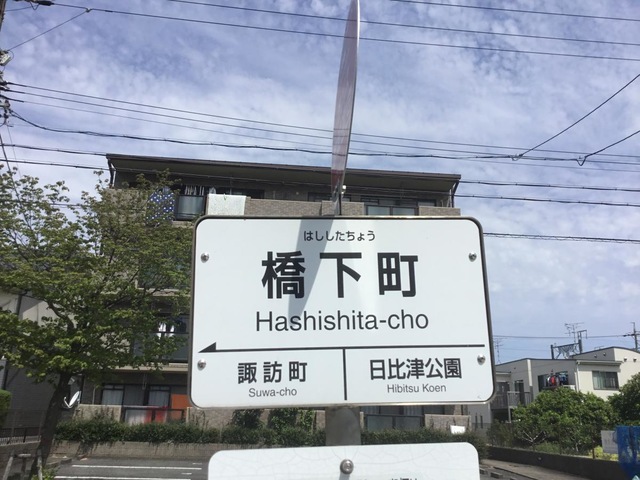 はししたちょう
橋下町
Hashishita-cho
諏訪町 日比津公園
Suwa-cho Hibitsu Koen